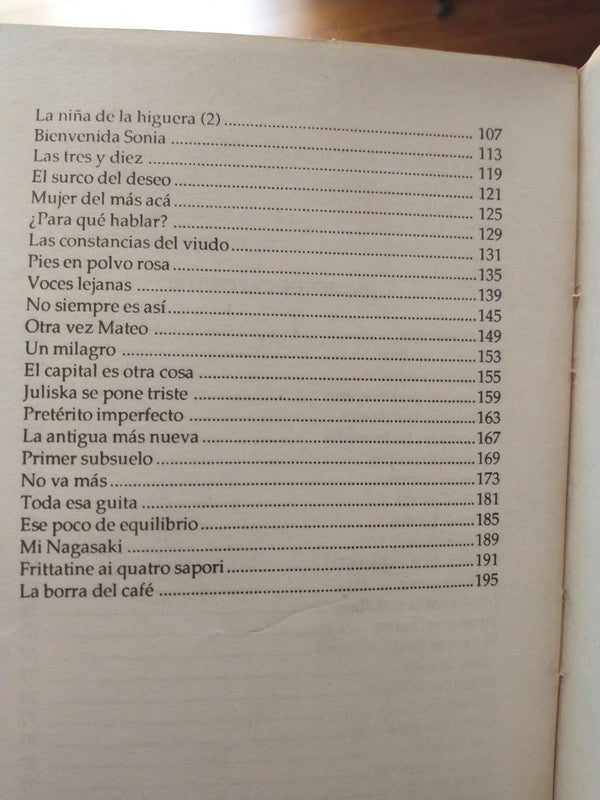 La niña de la higuera (2) ........ 107
Bienvenida Sonia ........ 113
Las tres y diez ........ 119
El surco del deseo ........ 121
Mujer del más acá ........ 125
¿Para qué hablar? ........ 129
Las constancias del viudo ........ 131
Pies en polvo rosa ........ 135
Voces lejanas ........ 139
No siempre es así ........ 145
Otra vez Mateo ........ 149
Un milagro ........ 153
El capital es otra cosa ........ 155
Juliska se pone triste ........ 159
Pretérito imperfecto ........ 163
La antigua más nueva ........ 167
Primer subsuelo ........ 169
No va más ........ 173
Toda esa guita ........ 181
Ese poco de equilibrio ........ 185
Mi Nagasaki ........ 189
Frittatine ai quatro sapori ........ 191
La borra del café ........ 195